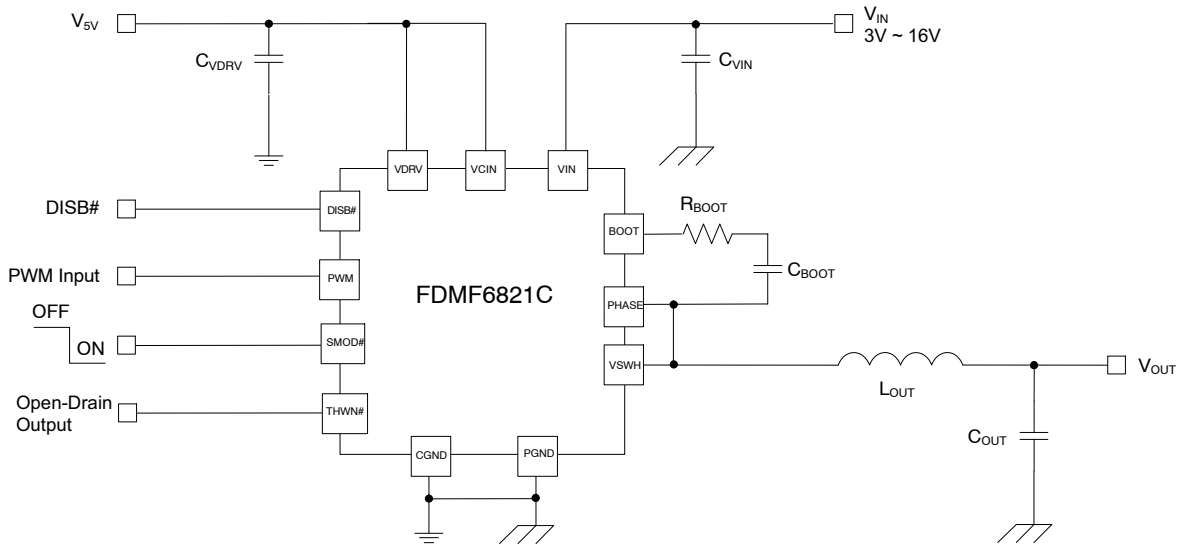 V5V
CVDRV
CVIN
VIN
3V ~ 16V
VDRV
VCIN
VIN
DISB#
DISB#
RBOOT
BOOT
CBOOT
PWM Input
PWM
FDMF6821C
PHASE
OFF
ON
SMOD#
VSWH
LOUT
VOUT
Open-Drain
Output
THWN#
COUT
CGND
PGND